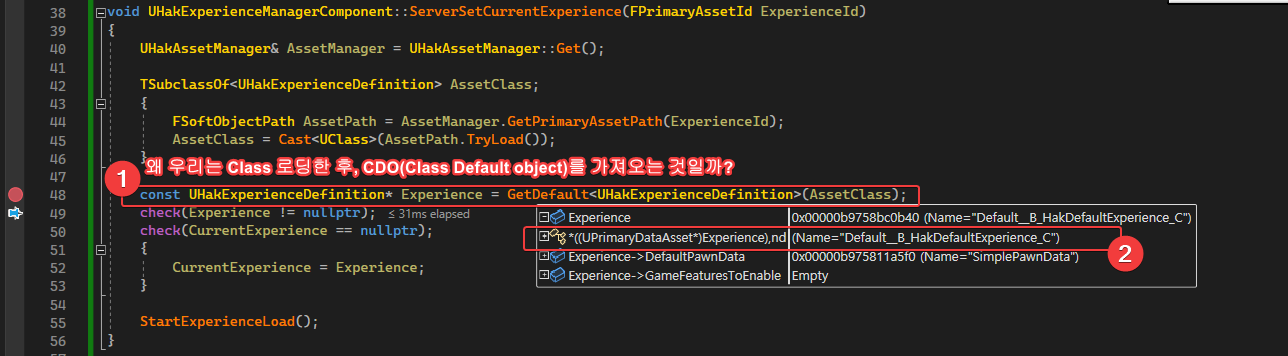 38 void UHakExperienceManagerComponent::ServerSetCurrentExperience(FPrimaryAssetId ExperienceId)
39 {
40 UHakAssetManager& AssetManager = UHakAssetManager::Get();
41
42 TSubclassOf<UHakExperienceDefinition> AssetClass;
43 {
44 FSoftObjectPath AssetPath = AssetManager.GetPrimaryAssetPath(ExperienceId);
45 AssetClass = Cast<UClass>(AssetPath.TryLoad());
46 }
왜 우리는 Class 로딩한 후, CDO(Class Default object)를 가져오는 것일까?
47
1
48 const UHakExperienceDefinition* Experience = GetDefault<UHakExperienceDefinition>(AssetClass);
49 check(Experience != nullptr); ≤ 31ms elapsed
Experience 0x00000b9758bc0b40 (Name="Default__B_HakDefaultExperience_C")
50 check(CurrentExperience == nullptr);
*((UPrimaryDataAsset*)Experience),nd (Name="Default__B_HakDefaultExperience_C")
51 {
Experience->DefaultPawnData 0x00000b975811a5f0 (Name="SimplePawnData")
2
52 CurrentExperience = Experience;
Experience->GameFeaturesToEnable Empty
53 }
54
55 StartExperienceLoad();
56 }
57